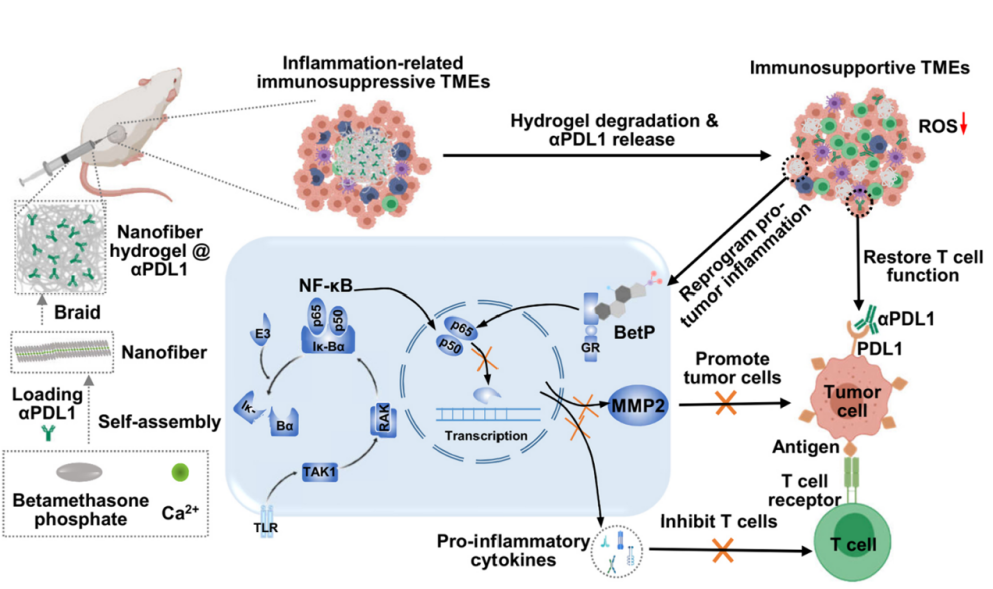 Inflammation-related
immunosuppressive TMEs
Immunosupportive TMEs
Hydrogel degradation &
αPDL1 release
ROS
Nanofiber
hydrogel @
αPDL1
Reprogram pro-
tumor inflammation
Restore T cell
function
Braid
NF-κB
p65
p50
Iκ-Bα
E3
p65
p50
GR
BetP
αPDL1
PDL1
Nanofiber
Loading
αPDL1
Self-assembly
Iκ-
Bα
RAK
Transcription
MMP2
Promote
tumor cells
Tumor
cell
Antigen
T cell
receptor
TAK1
TLR
Betamethasone
phosphate
Ca²⁺
Pro-inflammatory
cytokines
Inhibit T cells
T cell